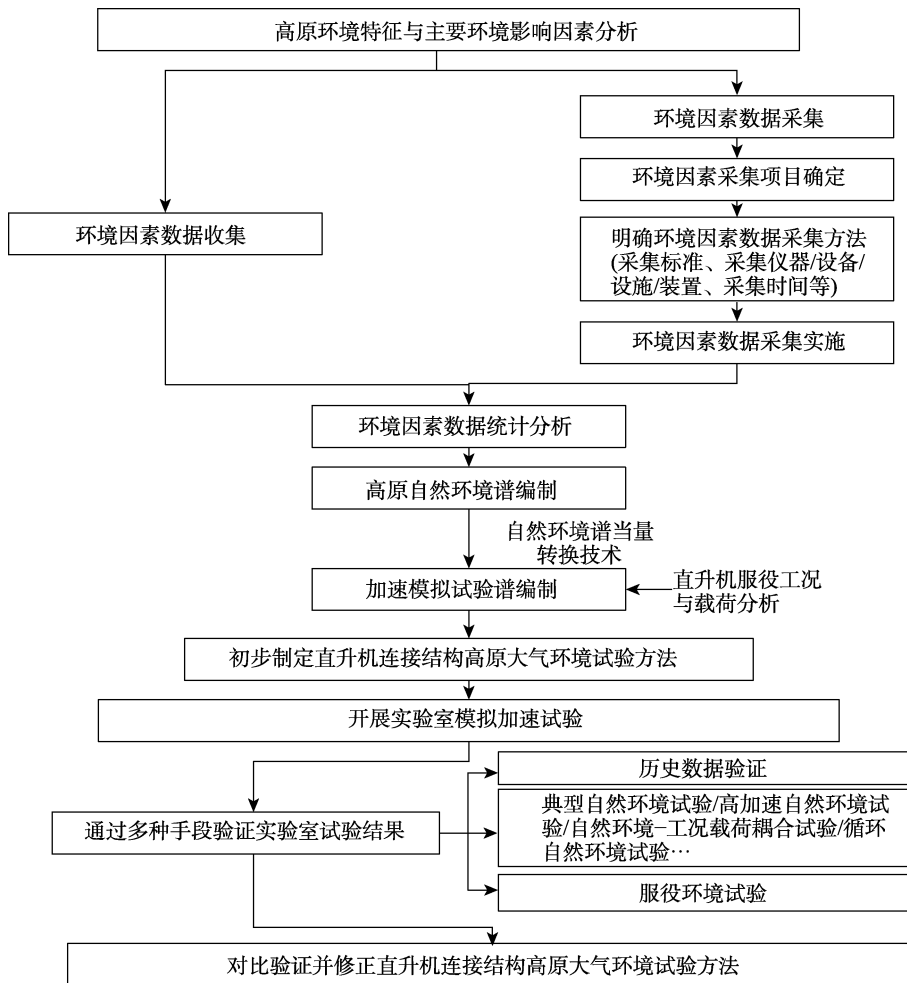 高原环境特征与主要环境影响因素分析
环境因素数据采集
环境因素采集项目确定
环境因素数据收集
明确环境因素数据采集方法
(采集标准、采集仪器/设备/
设施/装置、采集时间等)
环境因素数据采集实施
环境因素数据统计分析
高原自然环境谱编制
自然环境谱当量
转换技术
加速模拟试验谱编制
直升机服役工况
与载荷分析
初步制定直升机连接结构高原大气环境试验方法
开展实验室模拟加速试验
历史数据验证
通过多种手段验证实验室试验结果
典型自然环境试验/高加速自然环境试
验/自然环境−工况载荷耦合试验/循环
自然环境试验…
服役环境试验
对比验证并修正直升机连接结构高原大气环境试验方法